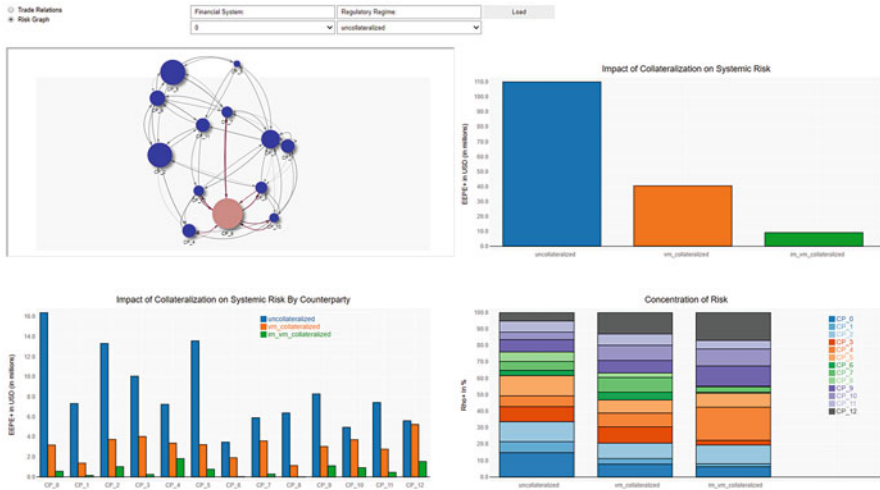 Trade Relations
Risk Graph
Financial System:
Regulatory Regime:
Load
8
uncollateralized
Impact of Collateralization on Systemic Risk
EEPE+ in USD (in millions)
110.0
100.0
90.0
80.0
70.0
60.0
50.0
40.0
30.0
20.0
10.0
0.0
uncollateralized
vm_collateralized
im_vm_collateralized
Impact of Collateralization on Systemic Risk By Counterparty
EEPE+ in USD (in millions)
16.0
14.0
12.0
10.0
8.0
6.0
4.0
2.0
0.0
uncollateralized
vm_collateralized
im_vm_collateralized
CP_0
CP_1
CP_2
CP_3
CP_4
CP_5
CP_6
CP_7
CP_8
CP_9
CP_10
CP_11
CP_12
Concentration of Risk
Rho+ in %
100.0
90.0
80.0
70.0
60.0
50.0
40.0
30.0
20.0
10.0
0.0
uncollateralized
vm_collateralized
im_vm_collateralized
CP_0
CP_1
CP_2
CP_3
CP_4
CP_5
CP_6
CP_7
CP_8
CP_9
CP_10
CP_11
CP_12